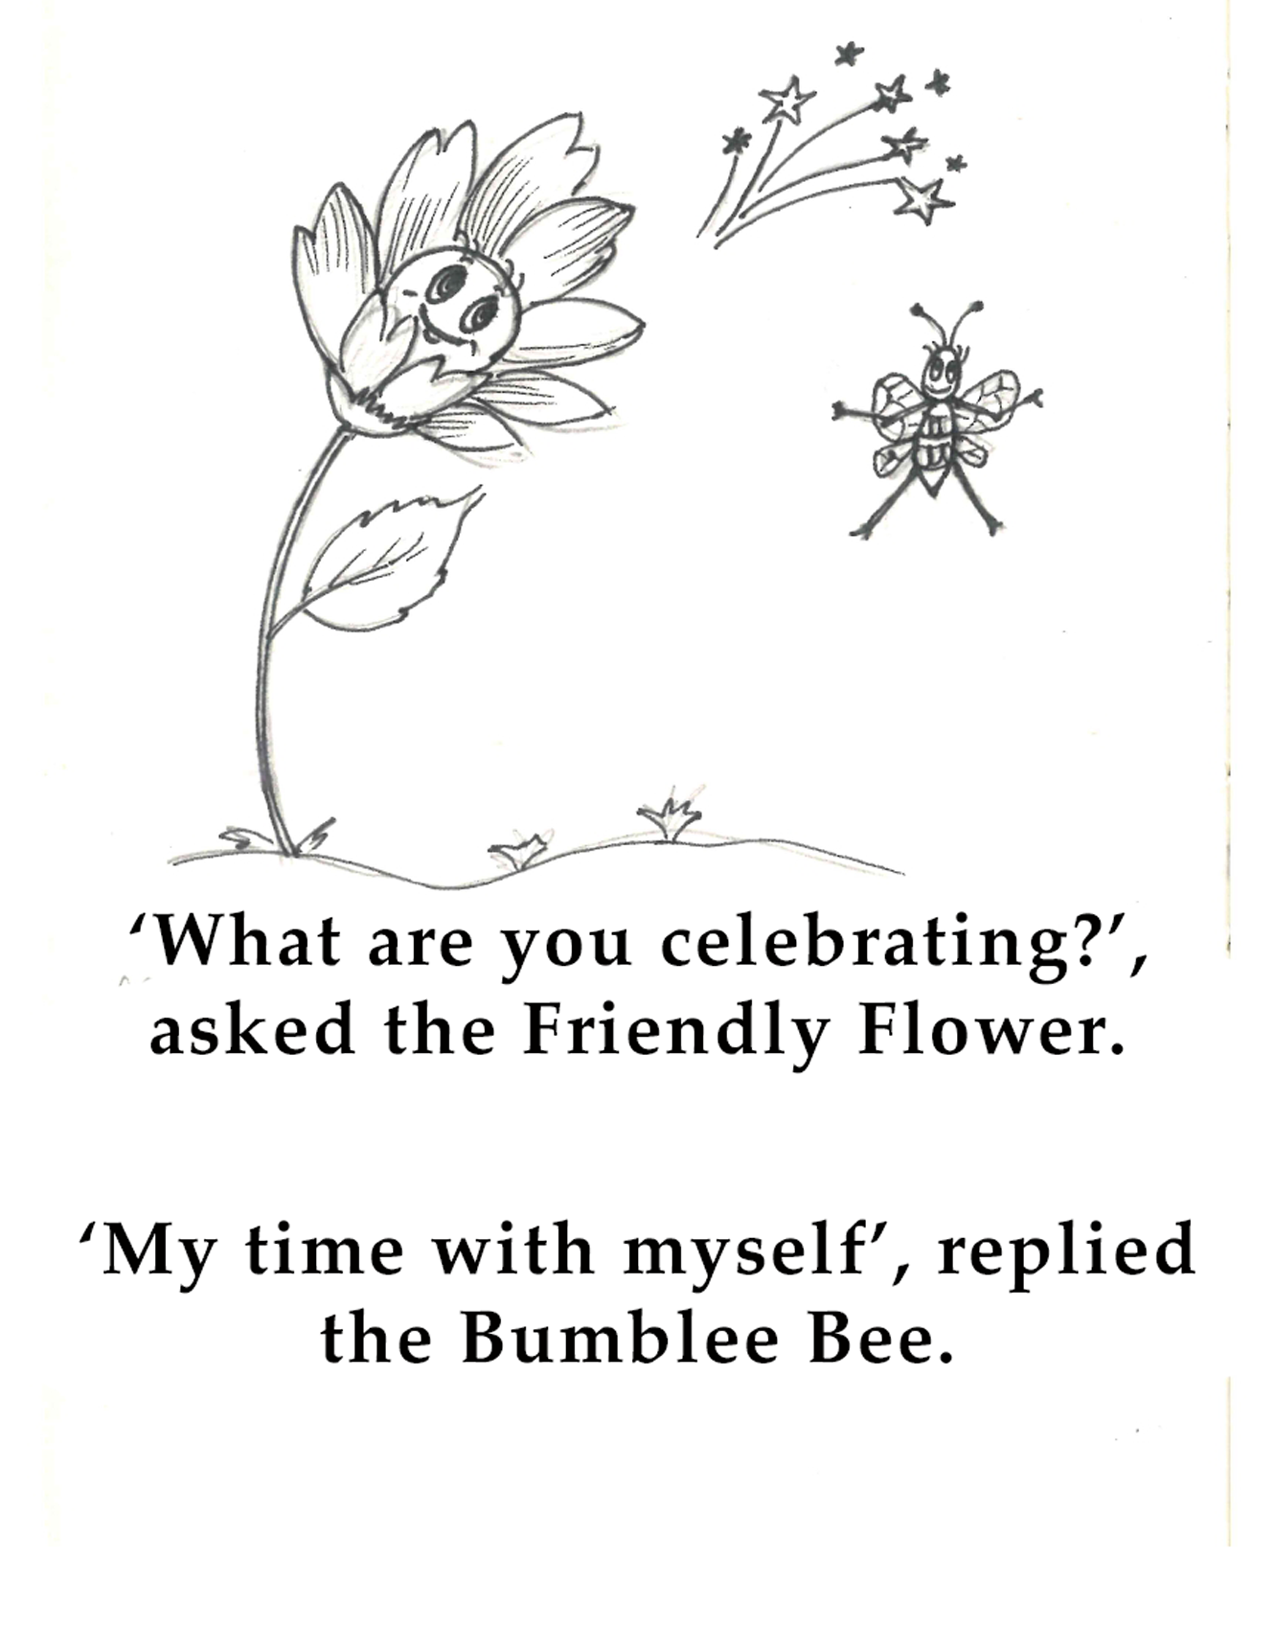 ‘What are you celebrating?’,
asked the Friendly Flower.
‘My time with myself’, replied
the Bumblee Bee.